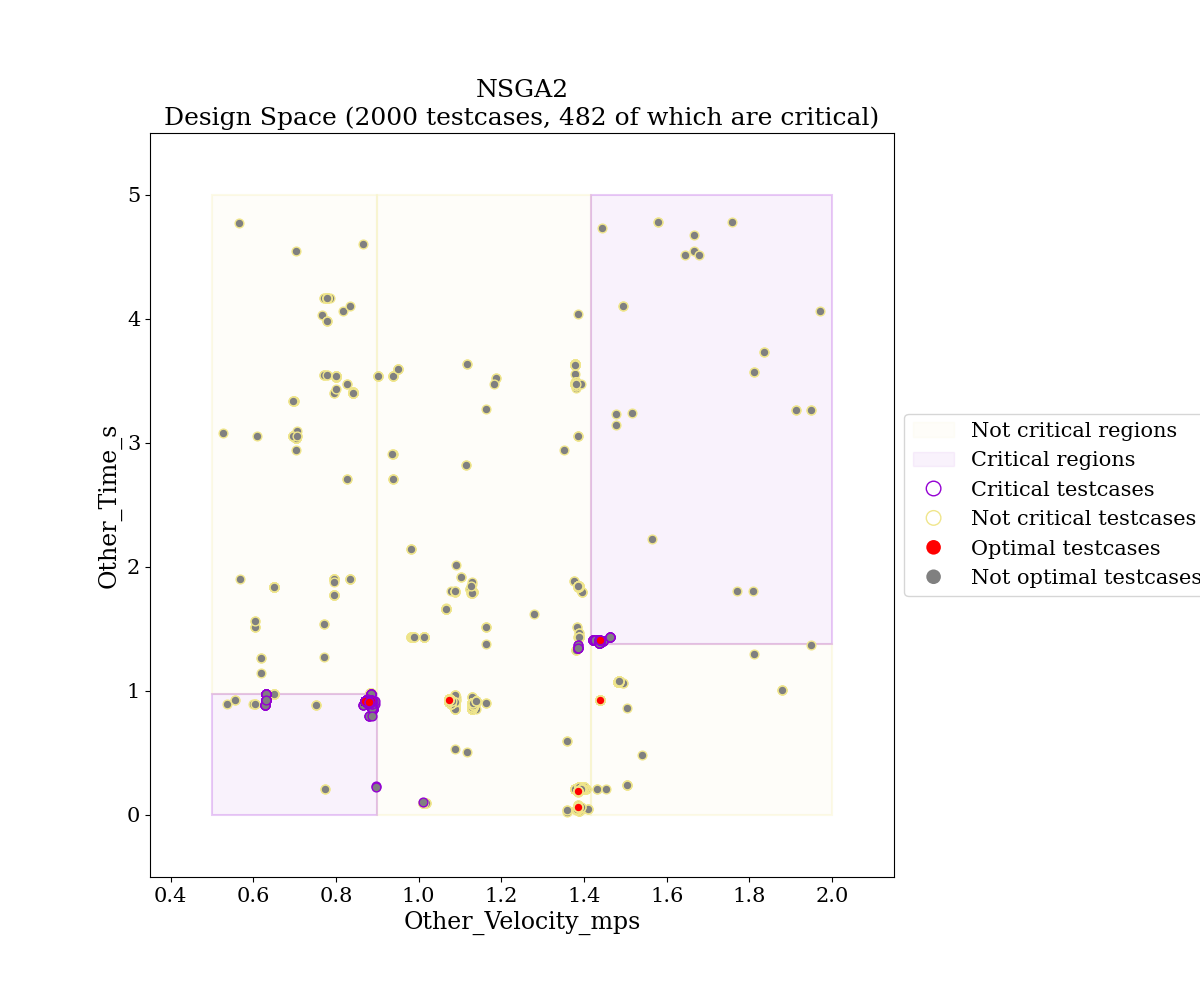 NSGA2
Design Space (2000 testcases, 482 of which are critical)
Other_Time_s
5
4
3
2
1
0
0.4 0.6 0.8 1.0 1.2 1.4 1.6 1.8 2.0
Other_Velocity_mps
Not critical regions
Critical regions
Critical testcases
Not critical testcases
Optimal testcases
Not optimal testcases